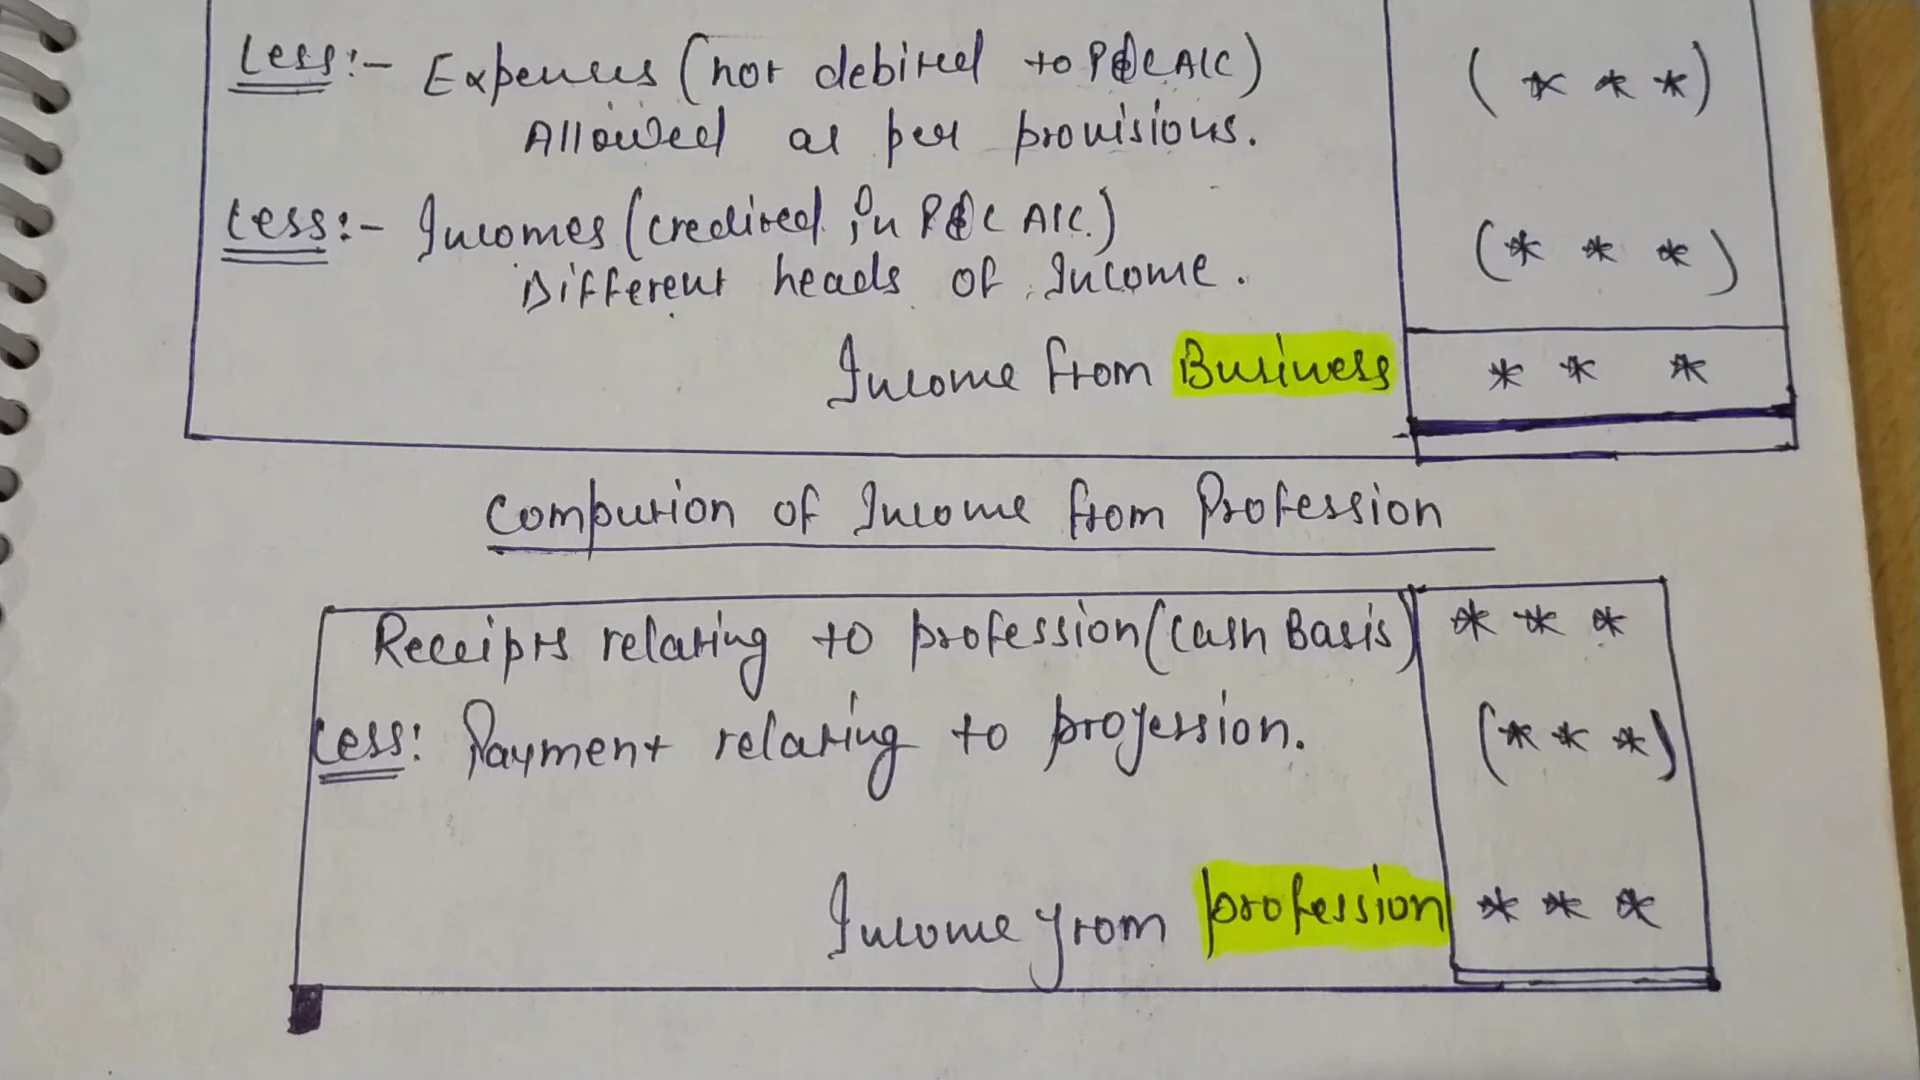 Less:- Expenses (not debited to P&L A/C) (* * *)
Allowed as per provisions.
Less:- Incomes (credited in P&L A/C.) (* * *)
Different heads of Income.
Income from Business * * *
Compution of Income from Profession
Receipts relating to profession (Cash Basis) * * *
Less: Payment relating to profession. (* * *)
Income from profession * * *